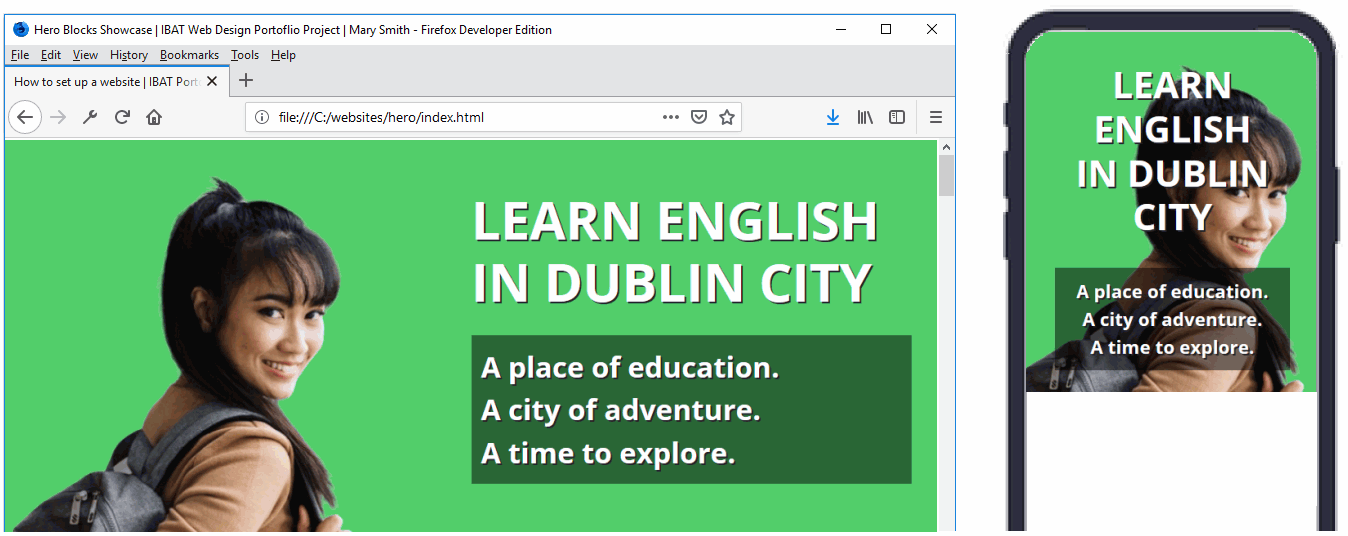 Hero Blocks Showcase | IBAT Web Design Portoflio Project | Mary Smith - Firefox Developer Edition
File Edit View History Bookmarks Tools Help
How to set up a website | IBAT Port
file:///C:/websites/hero/index.html
LEARN ENGLISH
IN DUBLIN CITY
A place of education.
A city of adventure.
A time to explore.
LEARN
ENGLISH
IN DUBLIN
CITY
A place of education.
A city of adventure.
A time to explore.